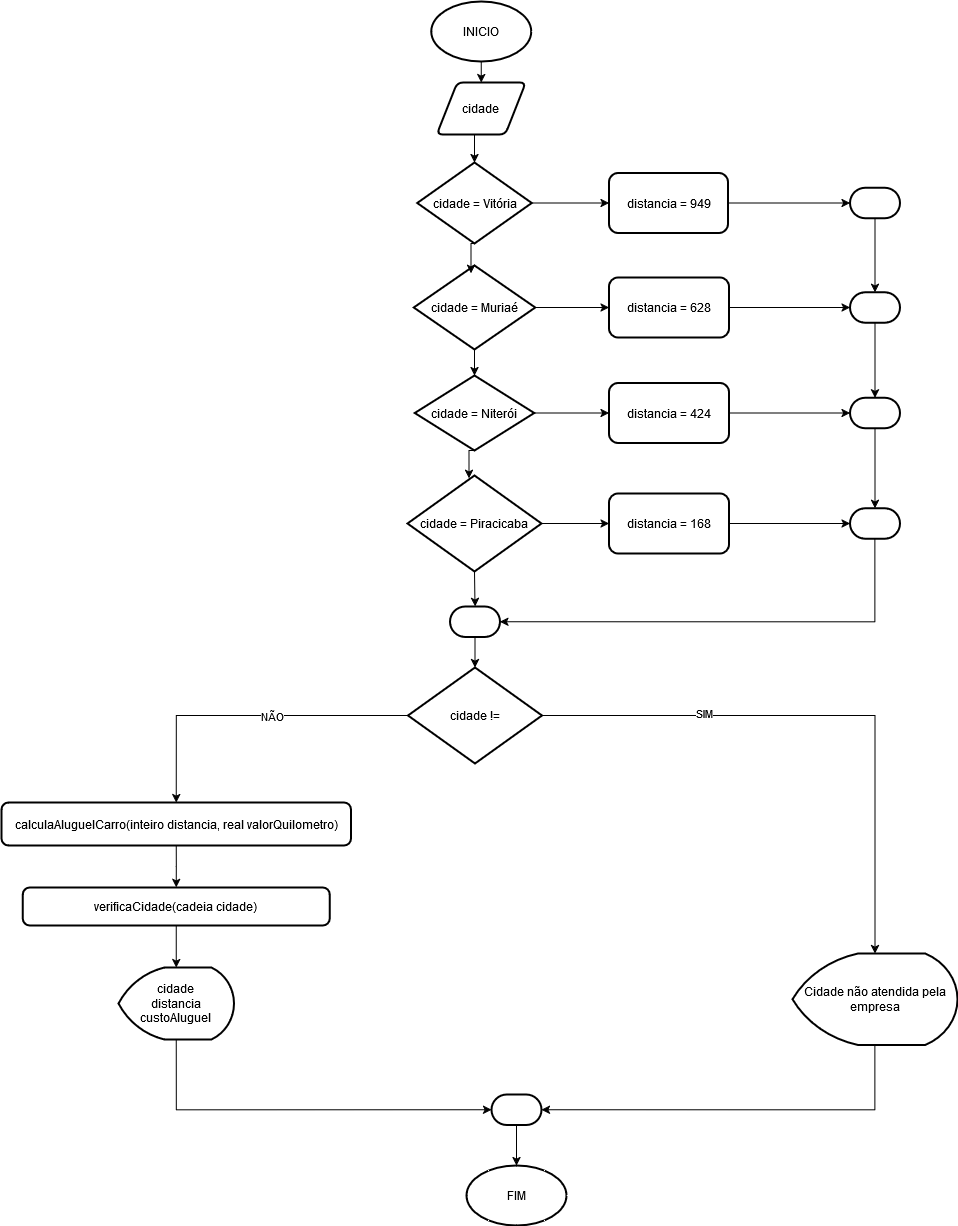 INICIO
cidade
cidade = Vitória
distancia = 949
cidade = Muriaé
distancia = 628
cidade = Niterói
distancia = 424
cidade = Piracicaba
distancia = 168
cidade !=
NÃO
SIM
calculaAluguelCarro(inteiro distancia, real valorQuilometro)
verificaCidade(cadeia cidade)
cidade
distancia
custoAluguel
Cidade não atendida pela
empresa
FIM